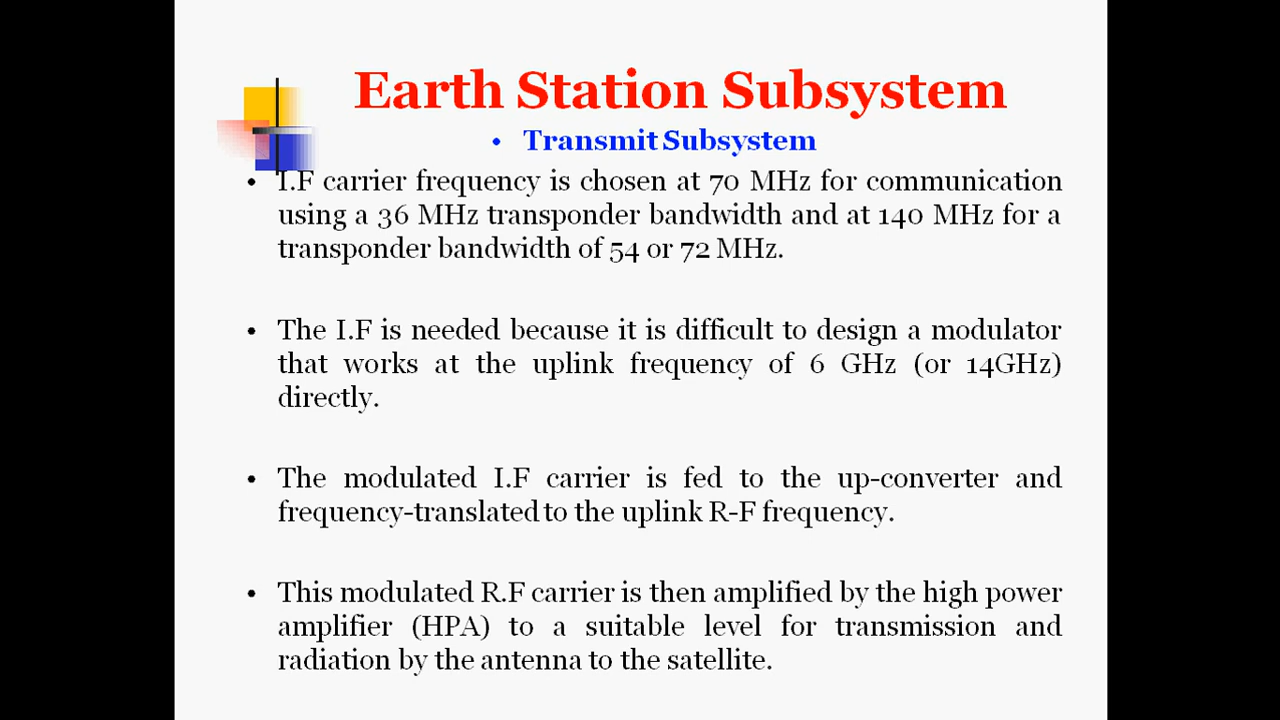 Earth Station Subsystem
• Transmit Subsystem
• I.F carrier frequency is chosen at 70 MHz for communication
using a 36 MHz transponder bandwidth and at 140 MHz for a
transponder bandwidth of 54 or 72 MHz.
• The I.F is needed because it is difficult to design a modulator
that works at the uplink frequency of 6 GHz (or 14GHz)
directly.
• The modulated I.F carrier is fed to the up-converter and
frequency-translated to the uplink R-F frequency.
• This modulated R.F carrier is then amplified by the high power
amplifier (HPA) to a suitable level for transmission and
radiation by the antenna to the satellite.